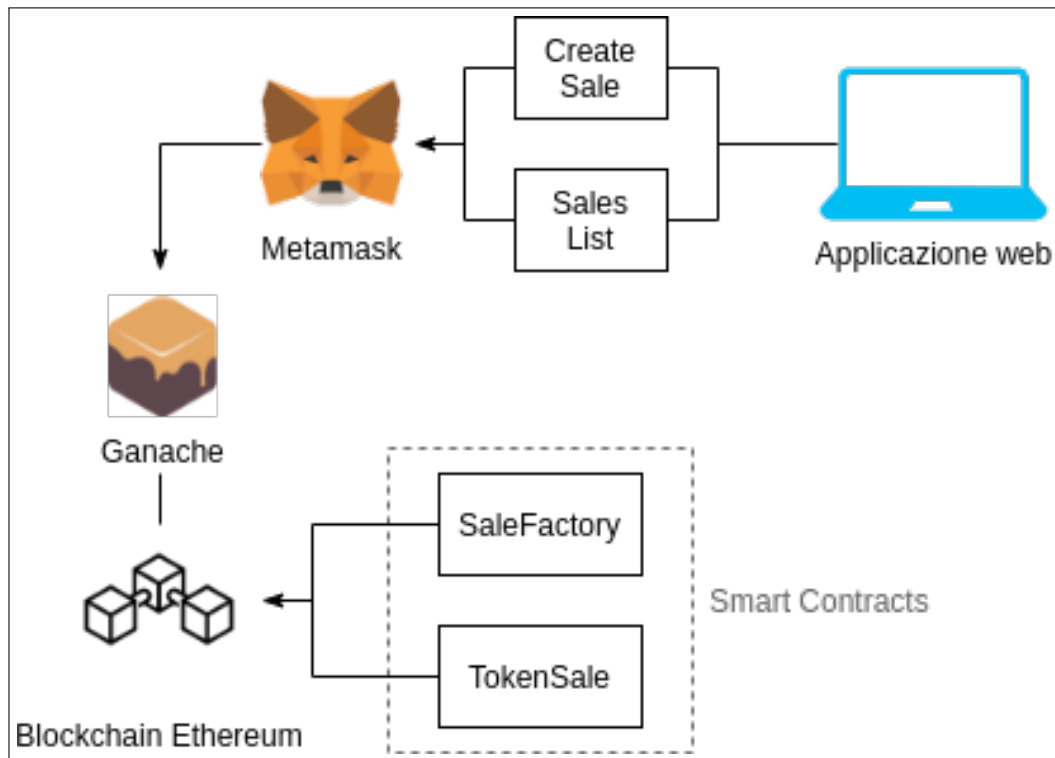 Create
Sale
Sales
List
Metamask
Applicazione web
Ganache
SaleFactory
Smart Contracts
TokenSale
Blockchain Ethereum